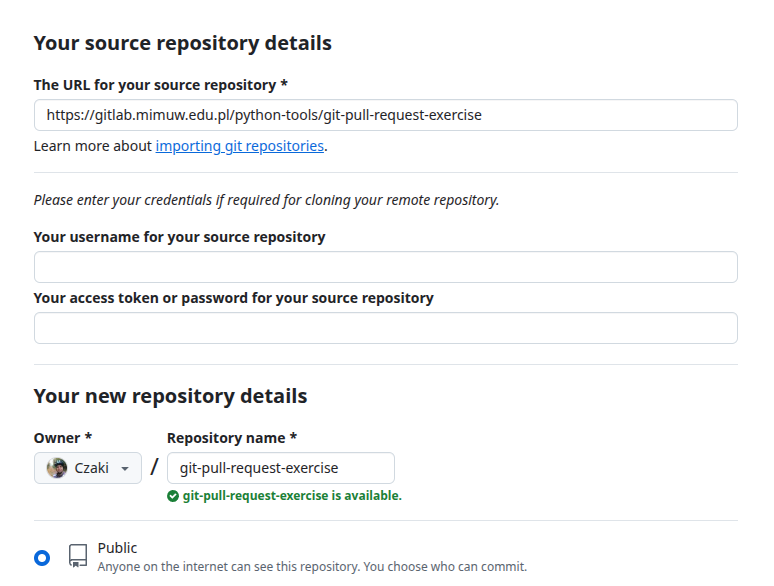 Your source repository details
The URL for your source repository *
https://gitlab.mimuw.edu.pl/python-tools/git-pull-request-exercise
Learn more about importing git repositories.
Please enter your credentials if required for cloning your remote repository.
Your username for your source repository
Your access token or password for your source repository
Your new repository details
Owner * Repository name *
Czaki / git-pull-request-exercise
git-pull-request-exercise is available.
Public
Anyone on the internet can see this repository. You choose who can commit.